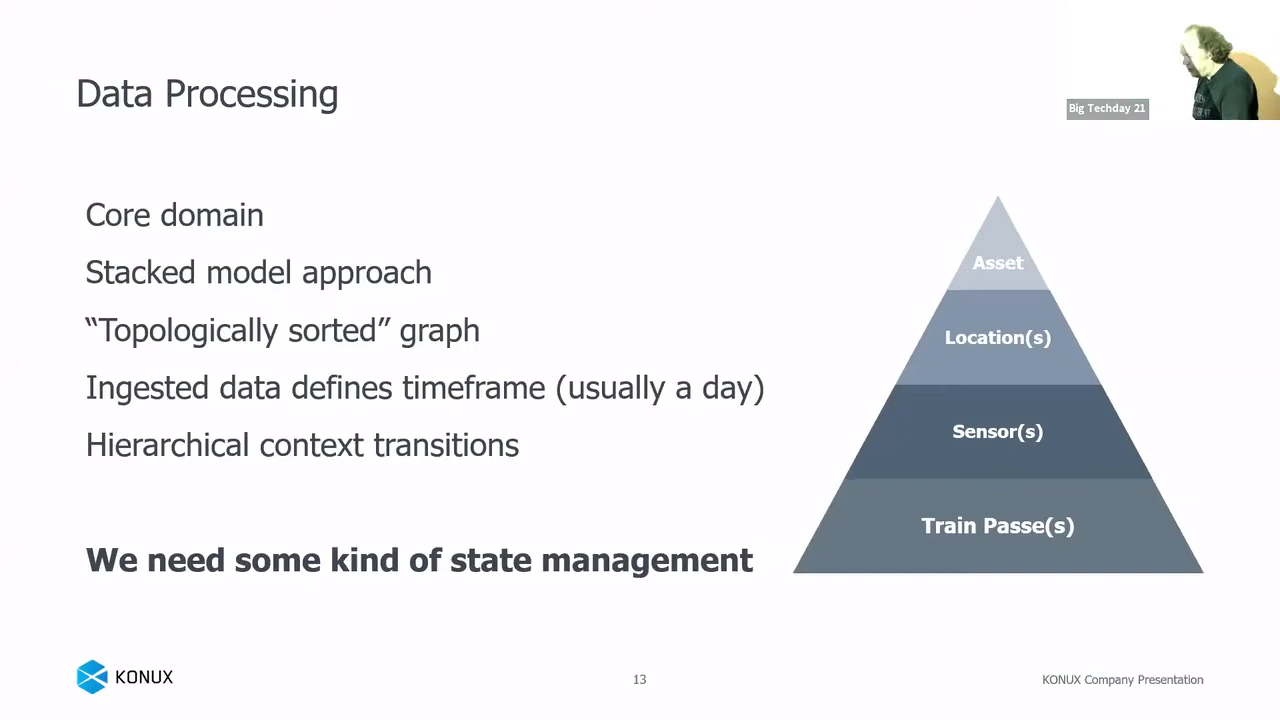 Data Processing
Big Techday 21
Core domain
Stacked model approach
“Topologically sorted” graph
Ingested data defines timeframe (usually a day)
Hierarchical context transitions
We need some kind of state management
Asset
Location(s)
Sensor(s)
Train Passe(s)
KONUX
13
KONUX Company Presentation